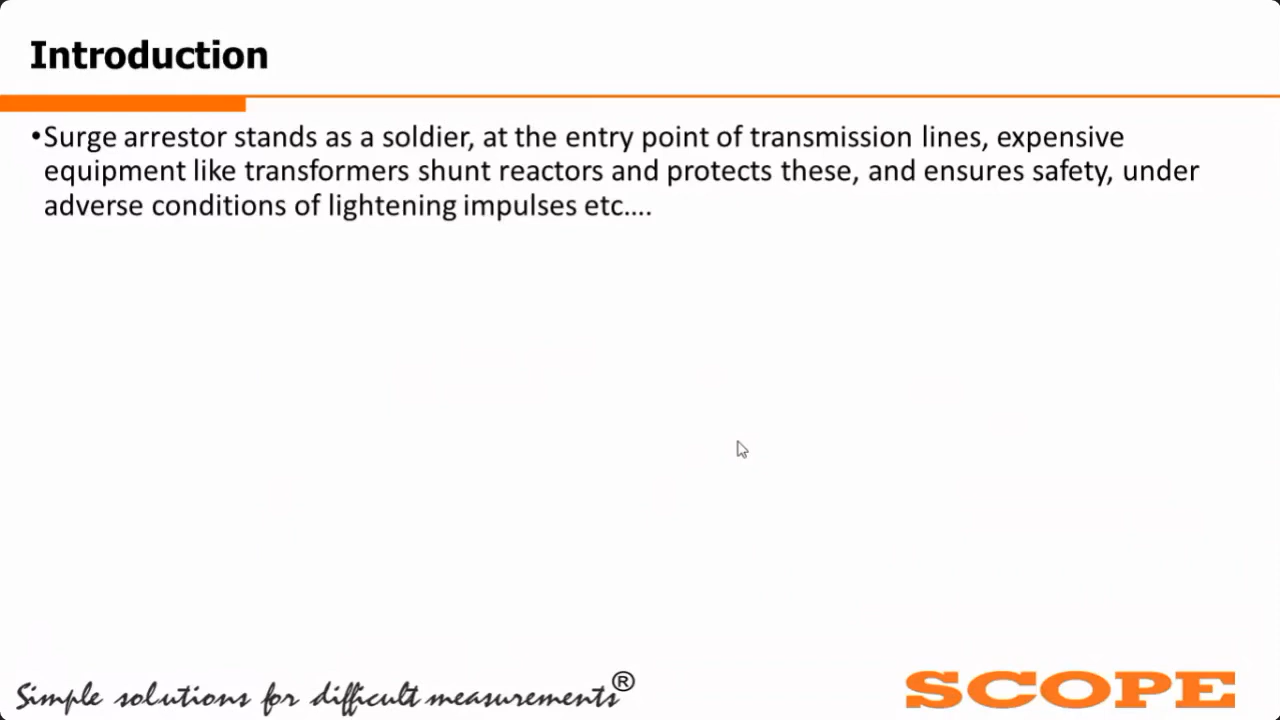 Introduction
•Surge arrestor stands as a soldier, at the entry point of transmission lines, expensive
equipment like transformers shunt reactors and protects these, and ensures safety, under
adverse conditions of lightening impulses etc....
Simple solutions for difficult measurements®
SCOPE